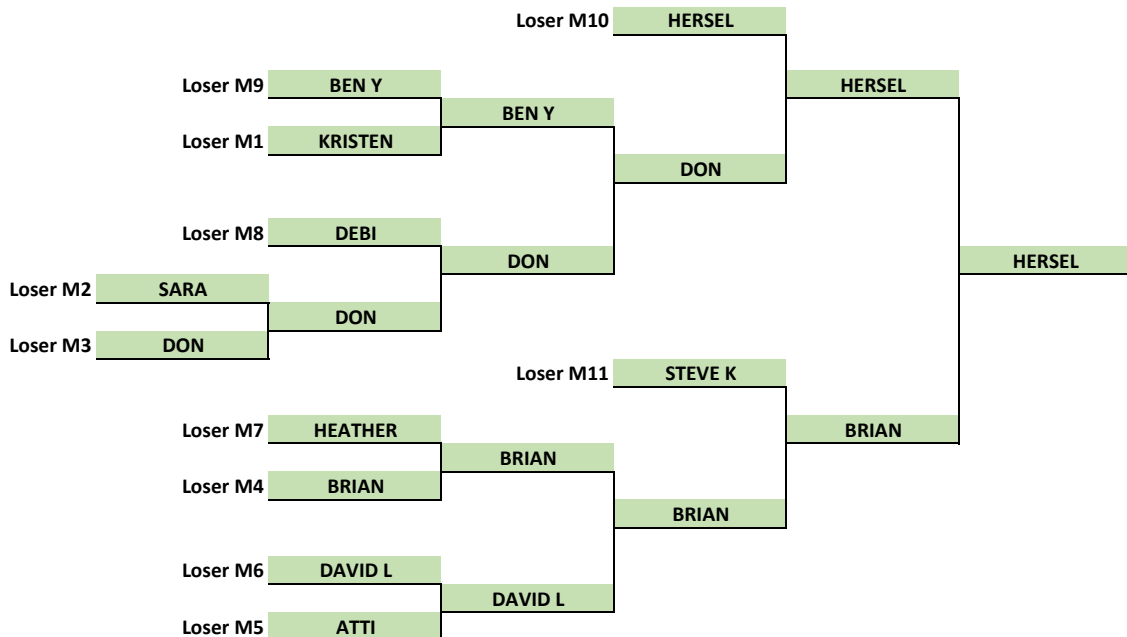 Loser M10 HERSEL
Loser M9 BEN Y HERSEL
BEN Y
Loser M1 KRISTEN
DON
Loser M8 DEBI
DON HERSEL
Loser M2 SARA
DON
Loser M3 DON
Loser M11 STEVE K
Loser M7 HEATHER BRIAN
BRIAN
Loser M4 BRIAN
BRIAN
Loser M6 DAVID L
DAVID L
Loser M5 ATTI